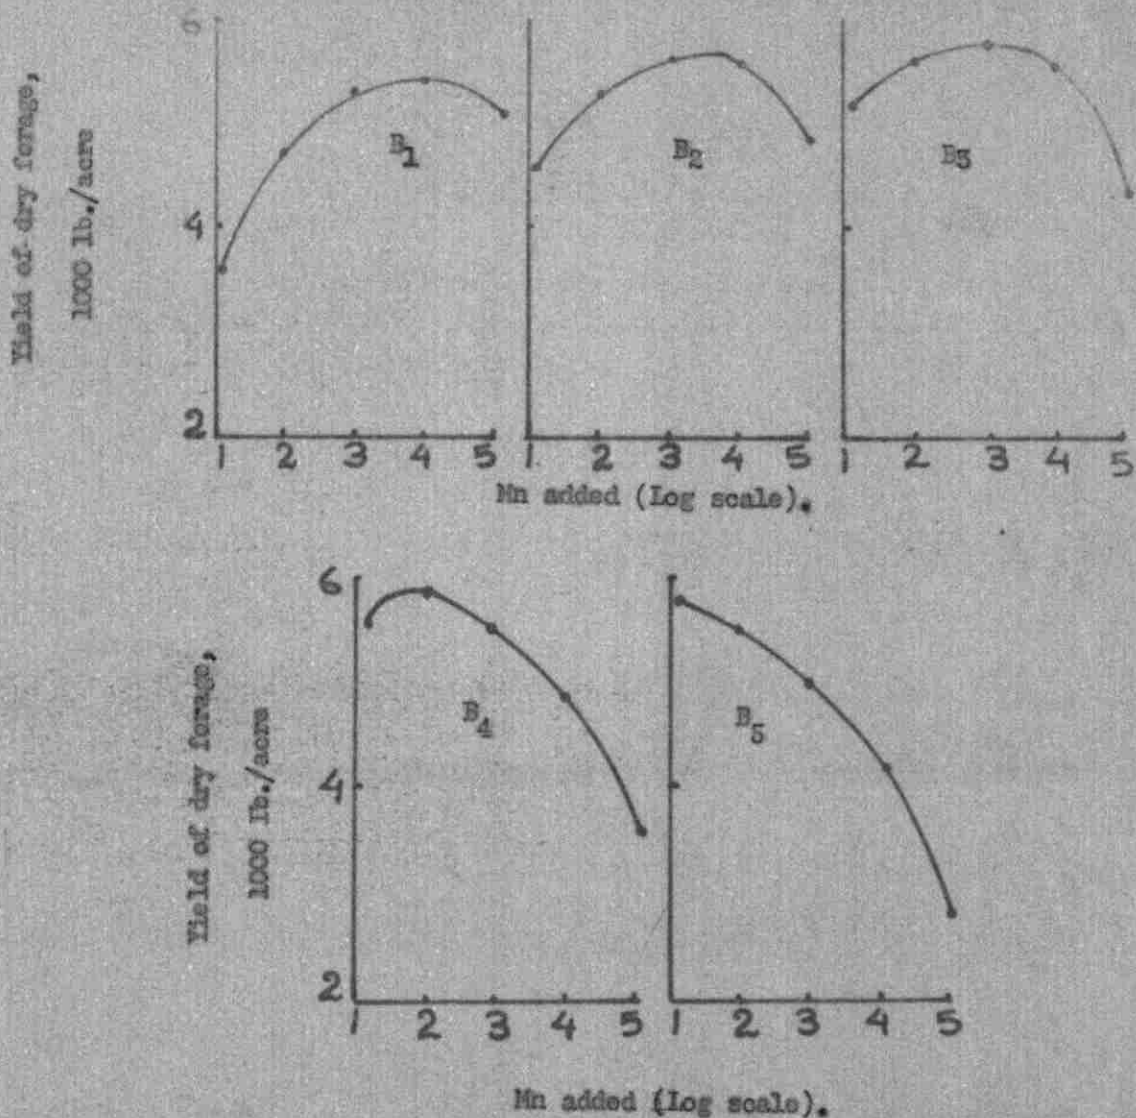 Yield of dry forage,
1000 lb./acre
6
4
2
B1
B2
B3
1 2 3 4 5 1 2 3 4 5 1 2 3 4 5
Mn added (Log scale).
Yield of dry forage,
1000 lb./acre
6
4
2
B4
B5
1 2 3 4 5 1 2 3 4 5
Mn added (Log scale).